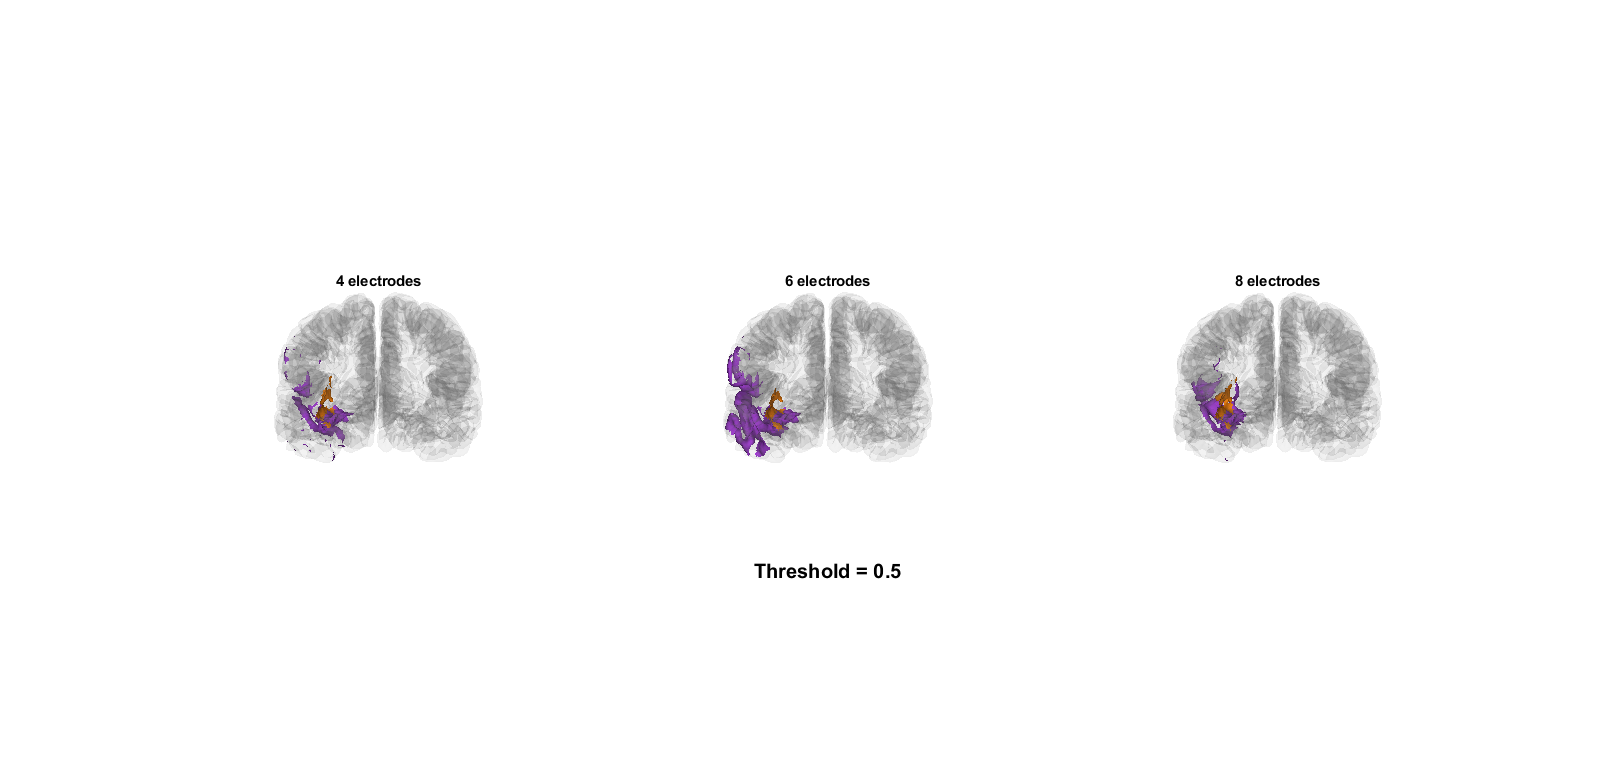 4 electrodes
6 electrodes
8 electrodes
Threshold = 0.5